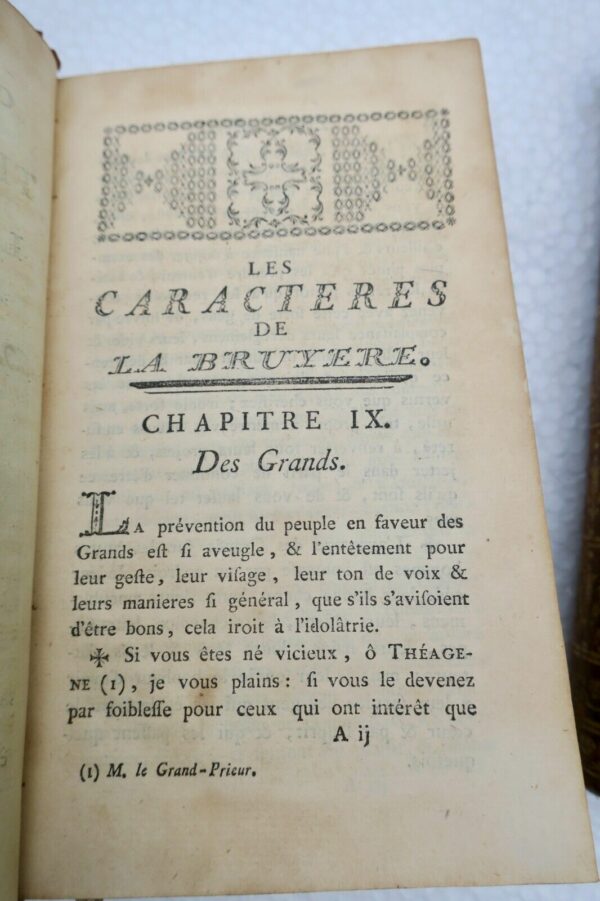 LES
CARACTERES
DE
LA BRUYERE.
CHAPITRE IX.
Des Grands.
LA prévention du peuple en faveur des
Grands eſt ſi aveugle, & l'entêtement pour
leur geſte, leur viſage, leur ton de voix &
leurs manieres ſi général, que s'ils s'aviſoient
d'être bons, cela iroit à l'idolâtrie.
✠ Si vous êtes né vicieux, ô THÉAGE-
NE (1), je vous plains: ſi vous le devenez
par foibleſſe pour ceux qui ont intérêt que
A ij
(1) M. le Grand-Prieur.